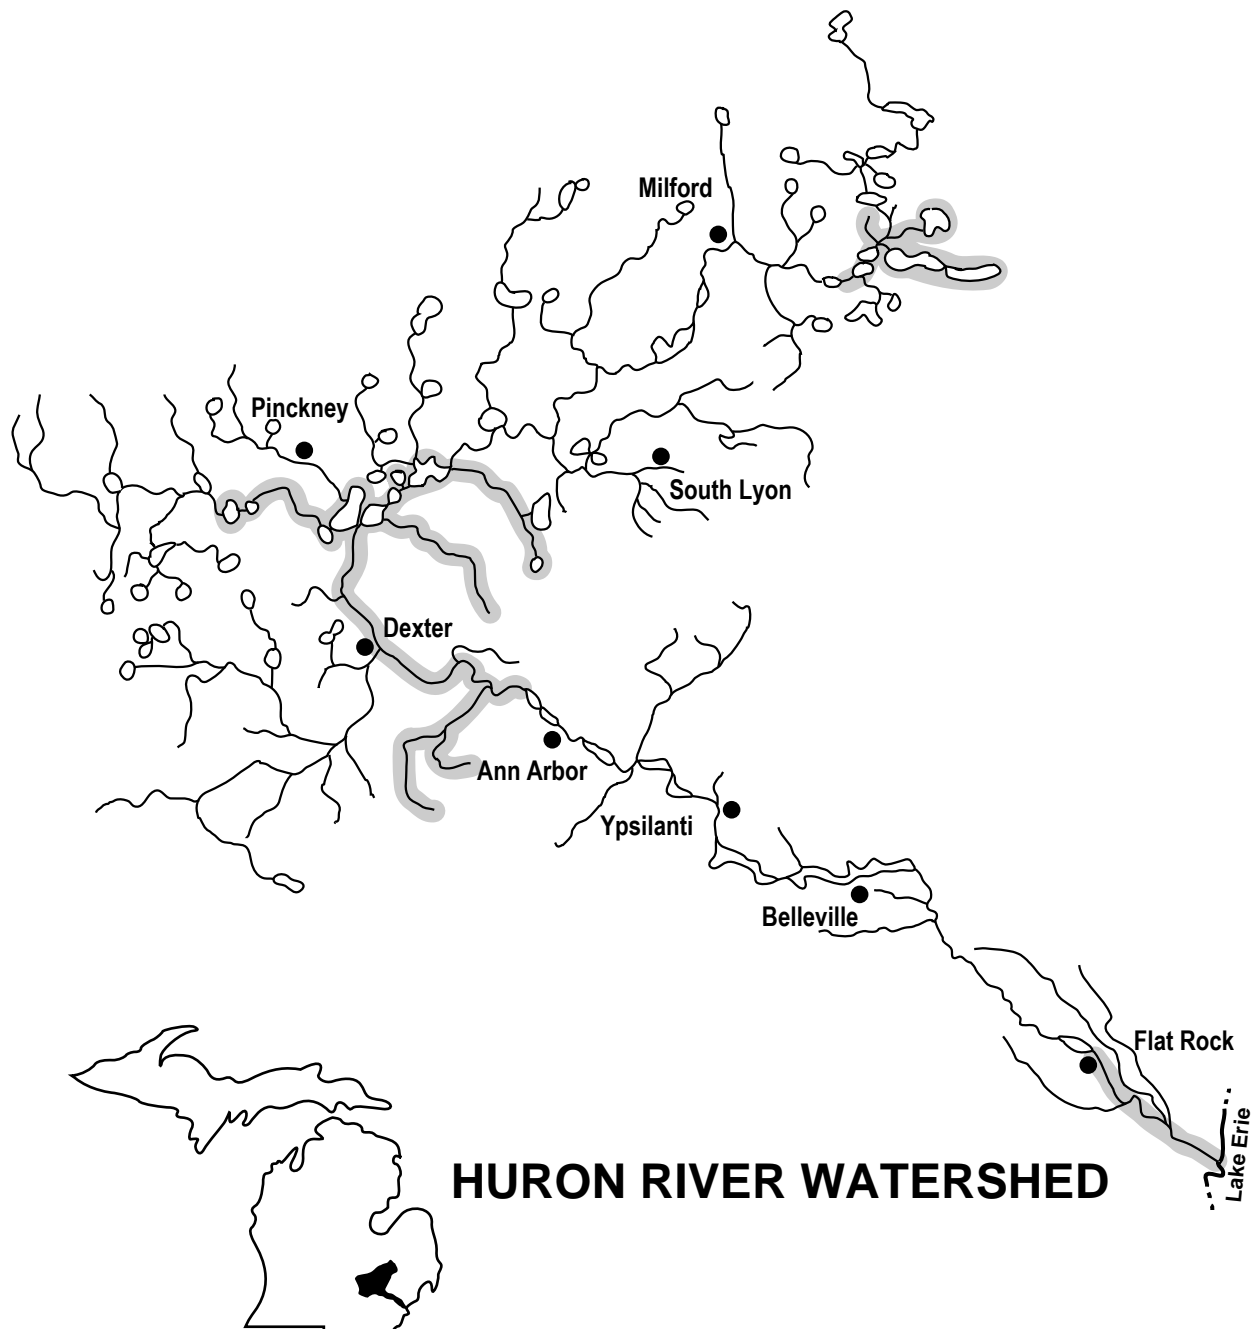 Milford
Pinckney
South Lyon
Dexter
Ann Arbor
Ypsilanti
Belleville
Flat Rock
Lake Erie
HURON RIVER WATERSHED